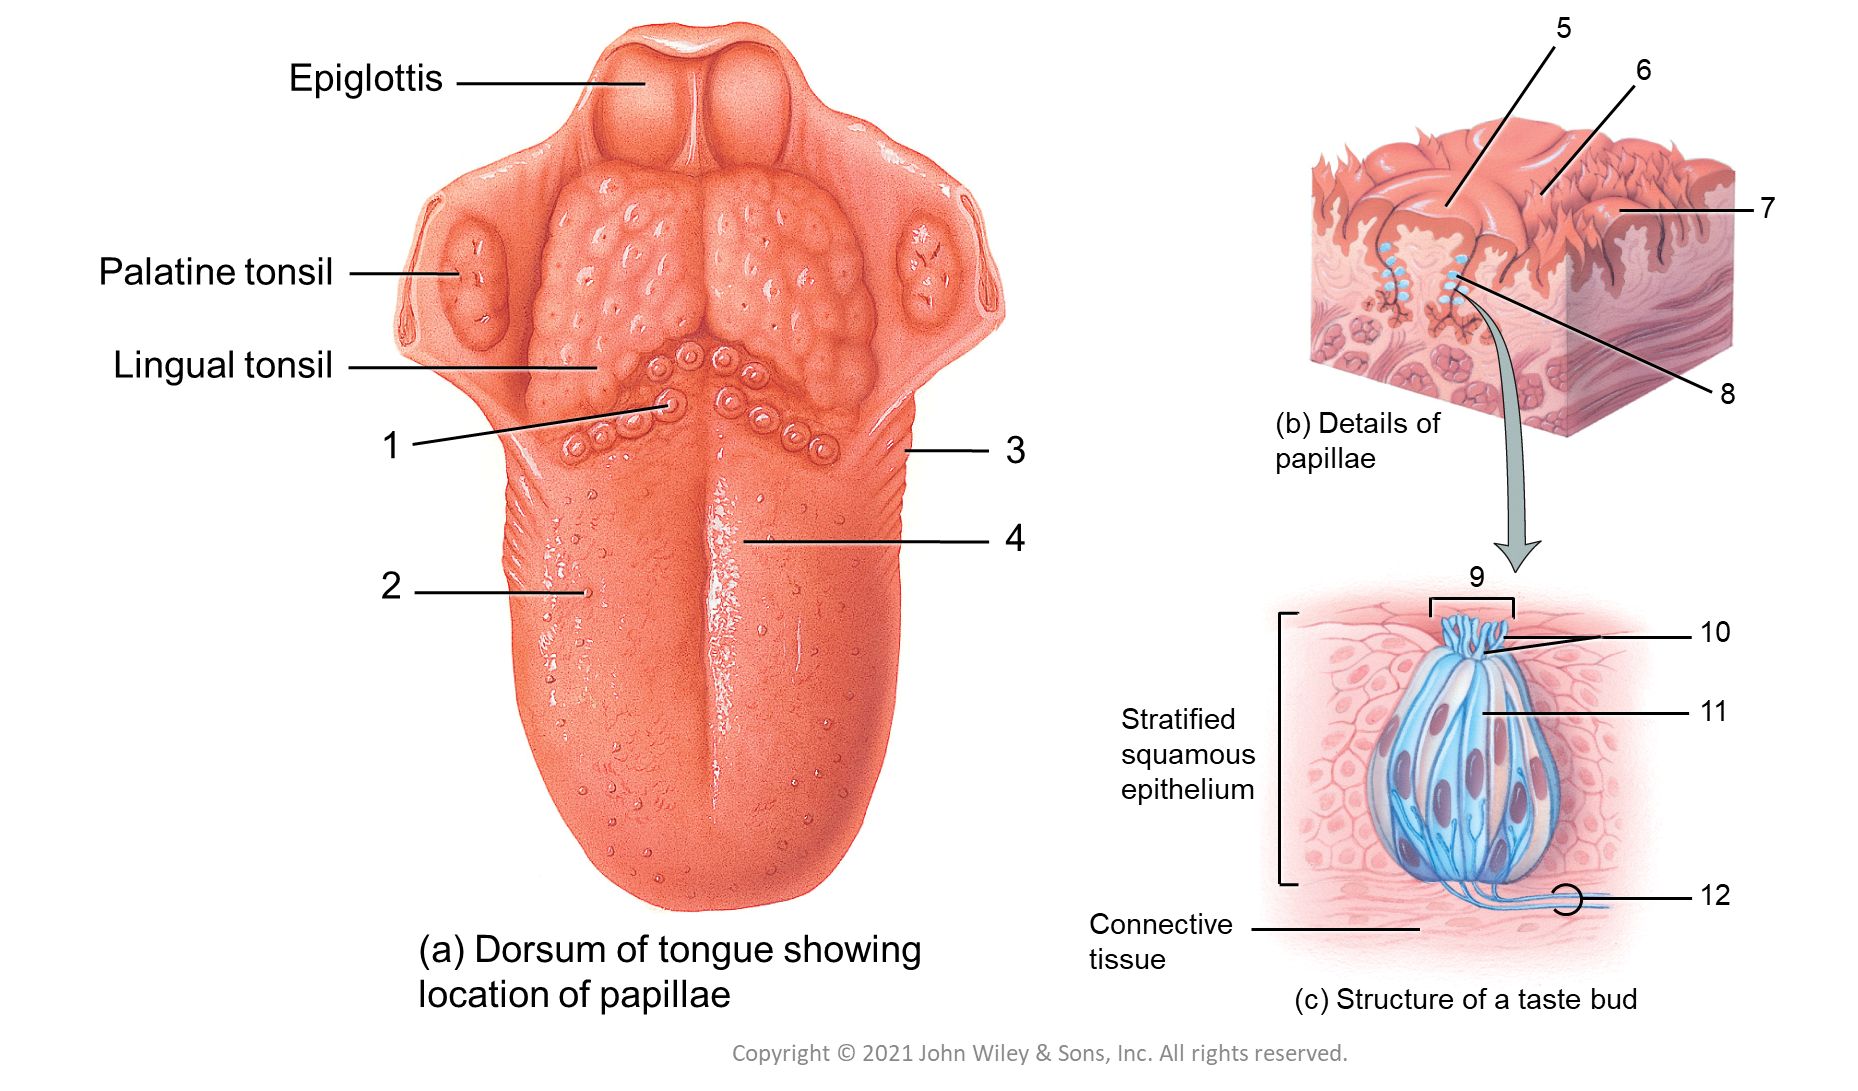 Epiglottis
Palatine tonsil
Lingual tonsil
1
2
3
4
(a) Dorsum of tongue showing
location of papillae
5
6
7
8
(b) Details of
papillae
9
10
11
12
Stratified
squamous
epithelium
Connective
tissue
(c) Structure of a taste bud
Copyright © 2021 John Wiley & Sons, Inc. All rights reserved.